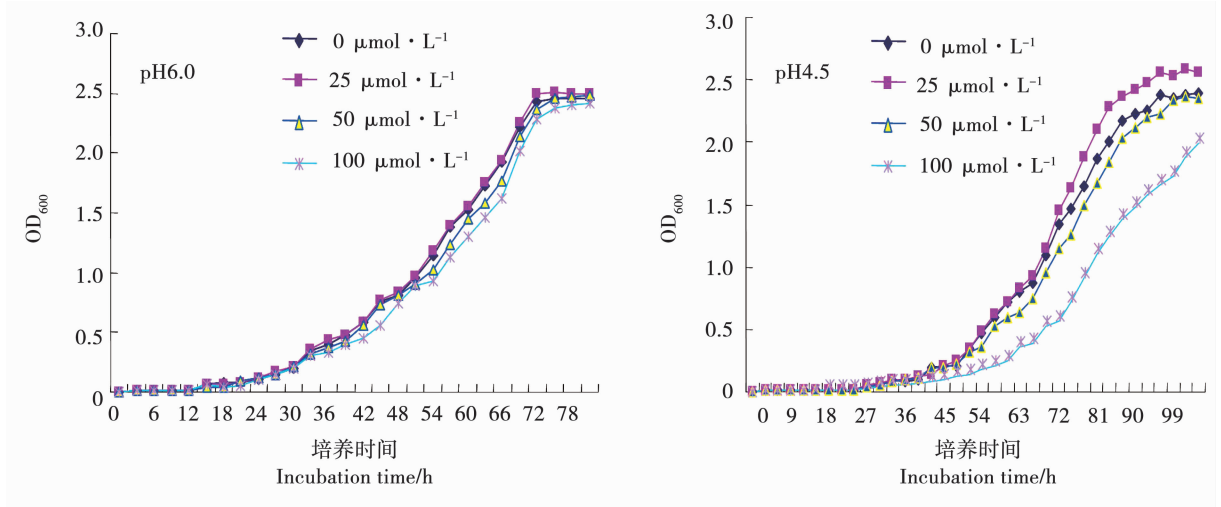 pH6.0
0 μmol · L⁻¹
25 μmol · L⁻¹
50 μmol · L⁻¹
100 μmol · L⁻¹
OD₆₀₀
3.0
2.5
2.0
1.5
1.0
0.5
0
0 6 12 18 24 30 36 42 48 54 60 66 72 78
培养时间
Incubation time/h
pH4.5
0 μmol · L⁻¹
25 μmol · L⁻¹
50 μmol · L⁻¹
100 μmol · L⁻¹
OD₆₀₀
3.0
2.5
2.0
1.5
1.0
0.5
0
0 9 18 27 36 45 54 63 72 81 90 99
培养时间
Incubation time/h